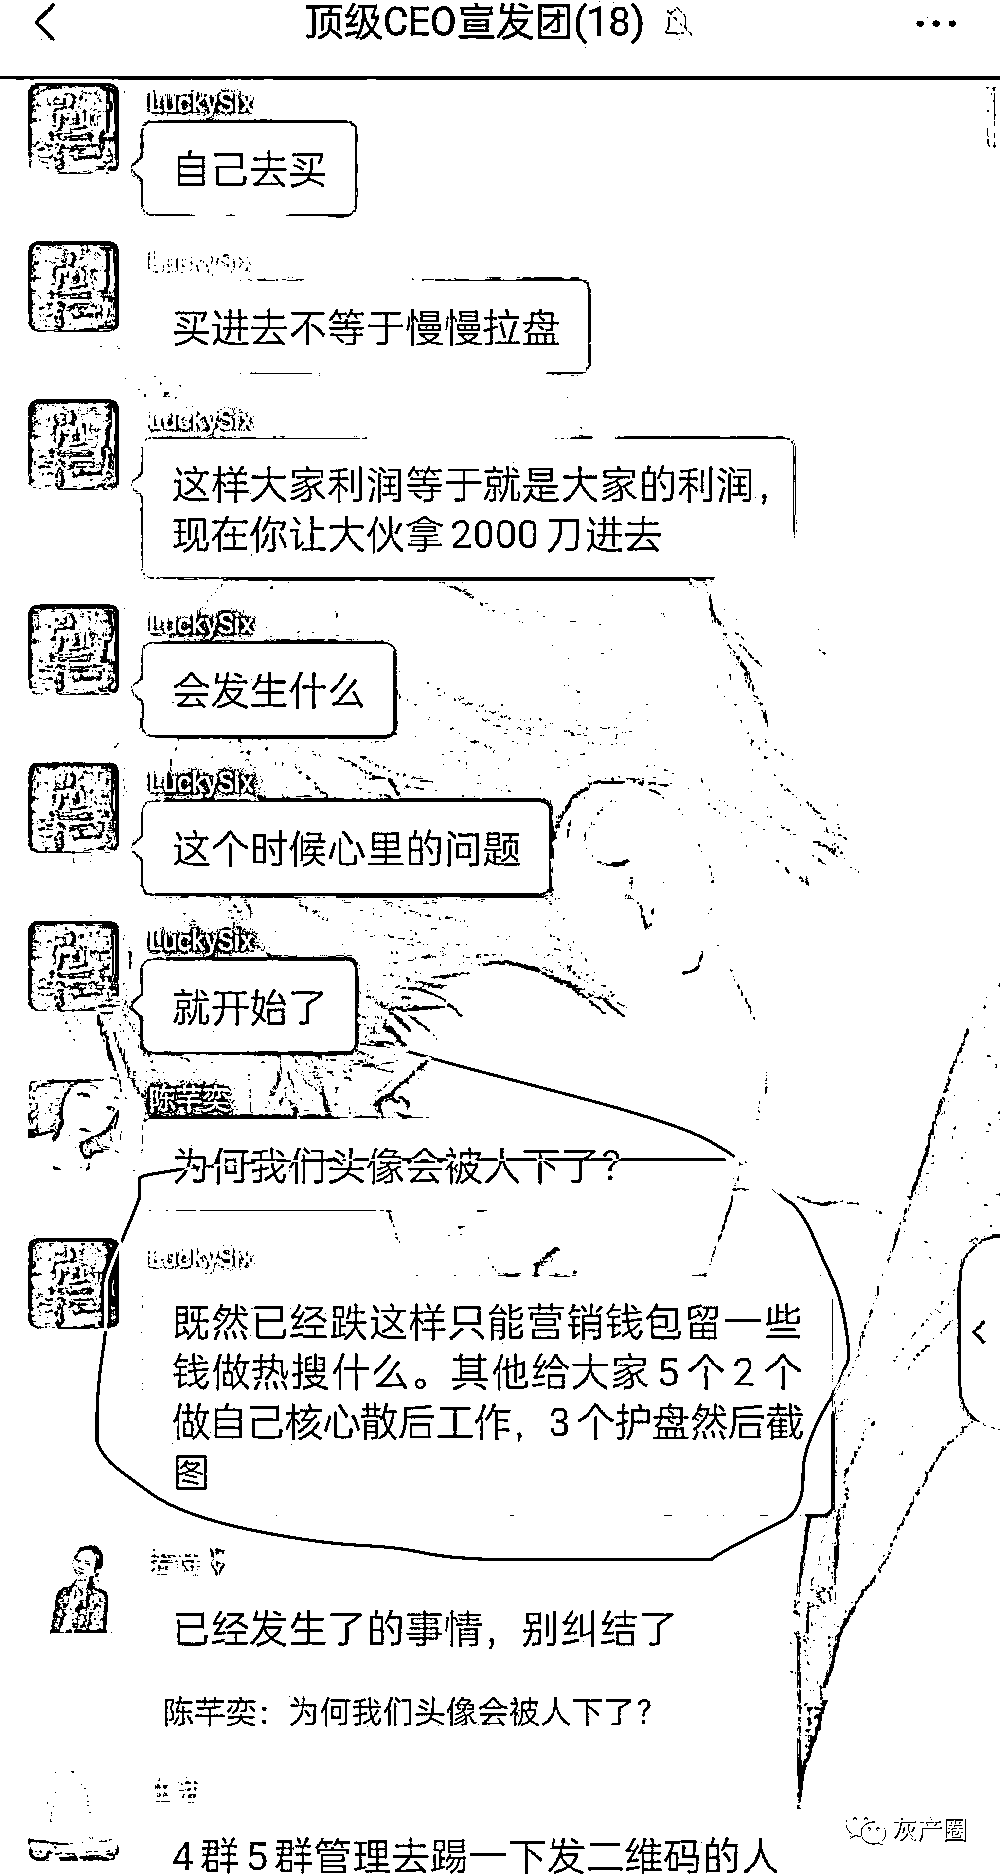 顶级CEO宣发团(18)
LuckySix
自己去买
LuckySix
买进去不等于慢慢拉盘
LuckySix
这样大家利润等于就是大家的利润，
现在你让大伙拿2000刀进去
LuckySix
会发生什么
LuckySix
这个时候心里的问题
LuckySix
就开始了
陈芊奕
为何我们头像会被人下了？
LuckySix
既然已经跌这样只能营销钱包留一些
钱做热搜什么。其他给大家5个2个
做自己核心散后工作，3个护盘然后截
图
已经发生了的事情，别纠结了
陈芊奕：为何我们头像会被人下了？
4群5群管理去踢一下发二维码的人
灰产圈